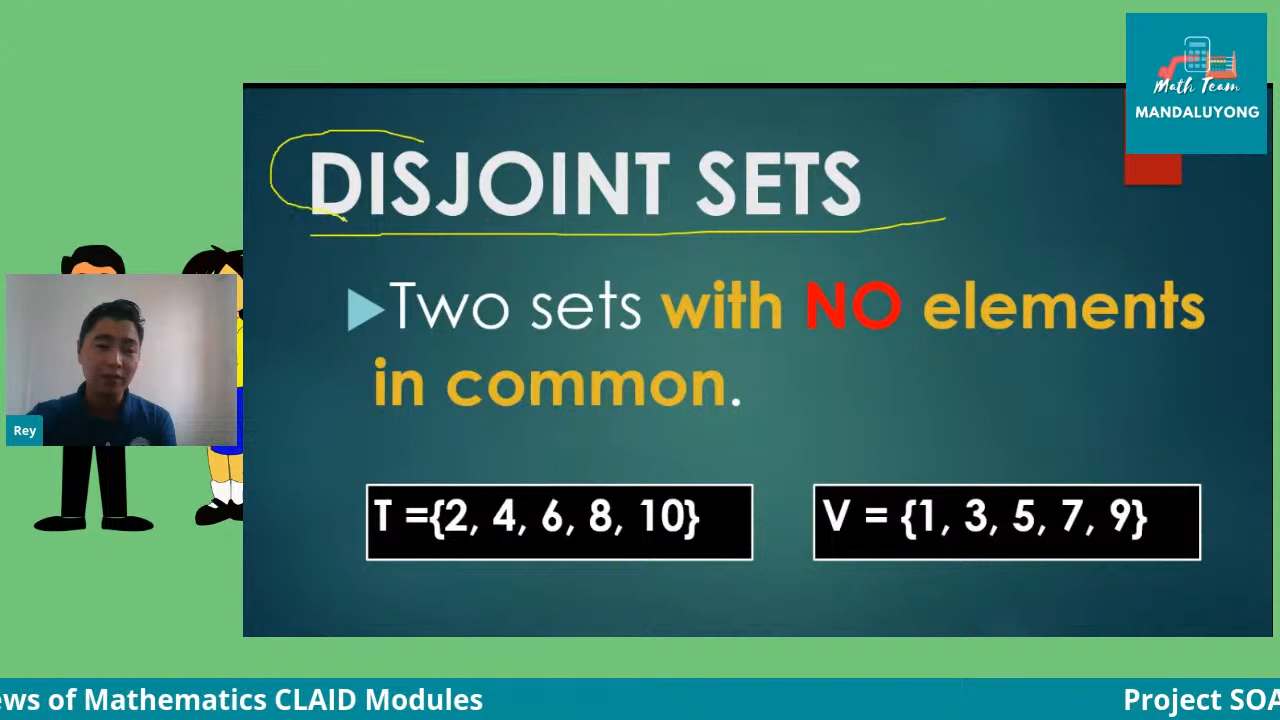 Math Team
MANDALUYONG
DISJOINT SETS
Two sets with NO elements
in common.
T ={2, 4, 6, 8, 10}
V = {1, 3, 5, 7, 9}
Rey
ews of Mathematics CLAID Modules
Project SOA